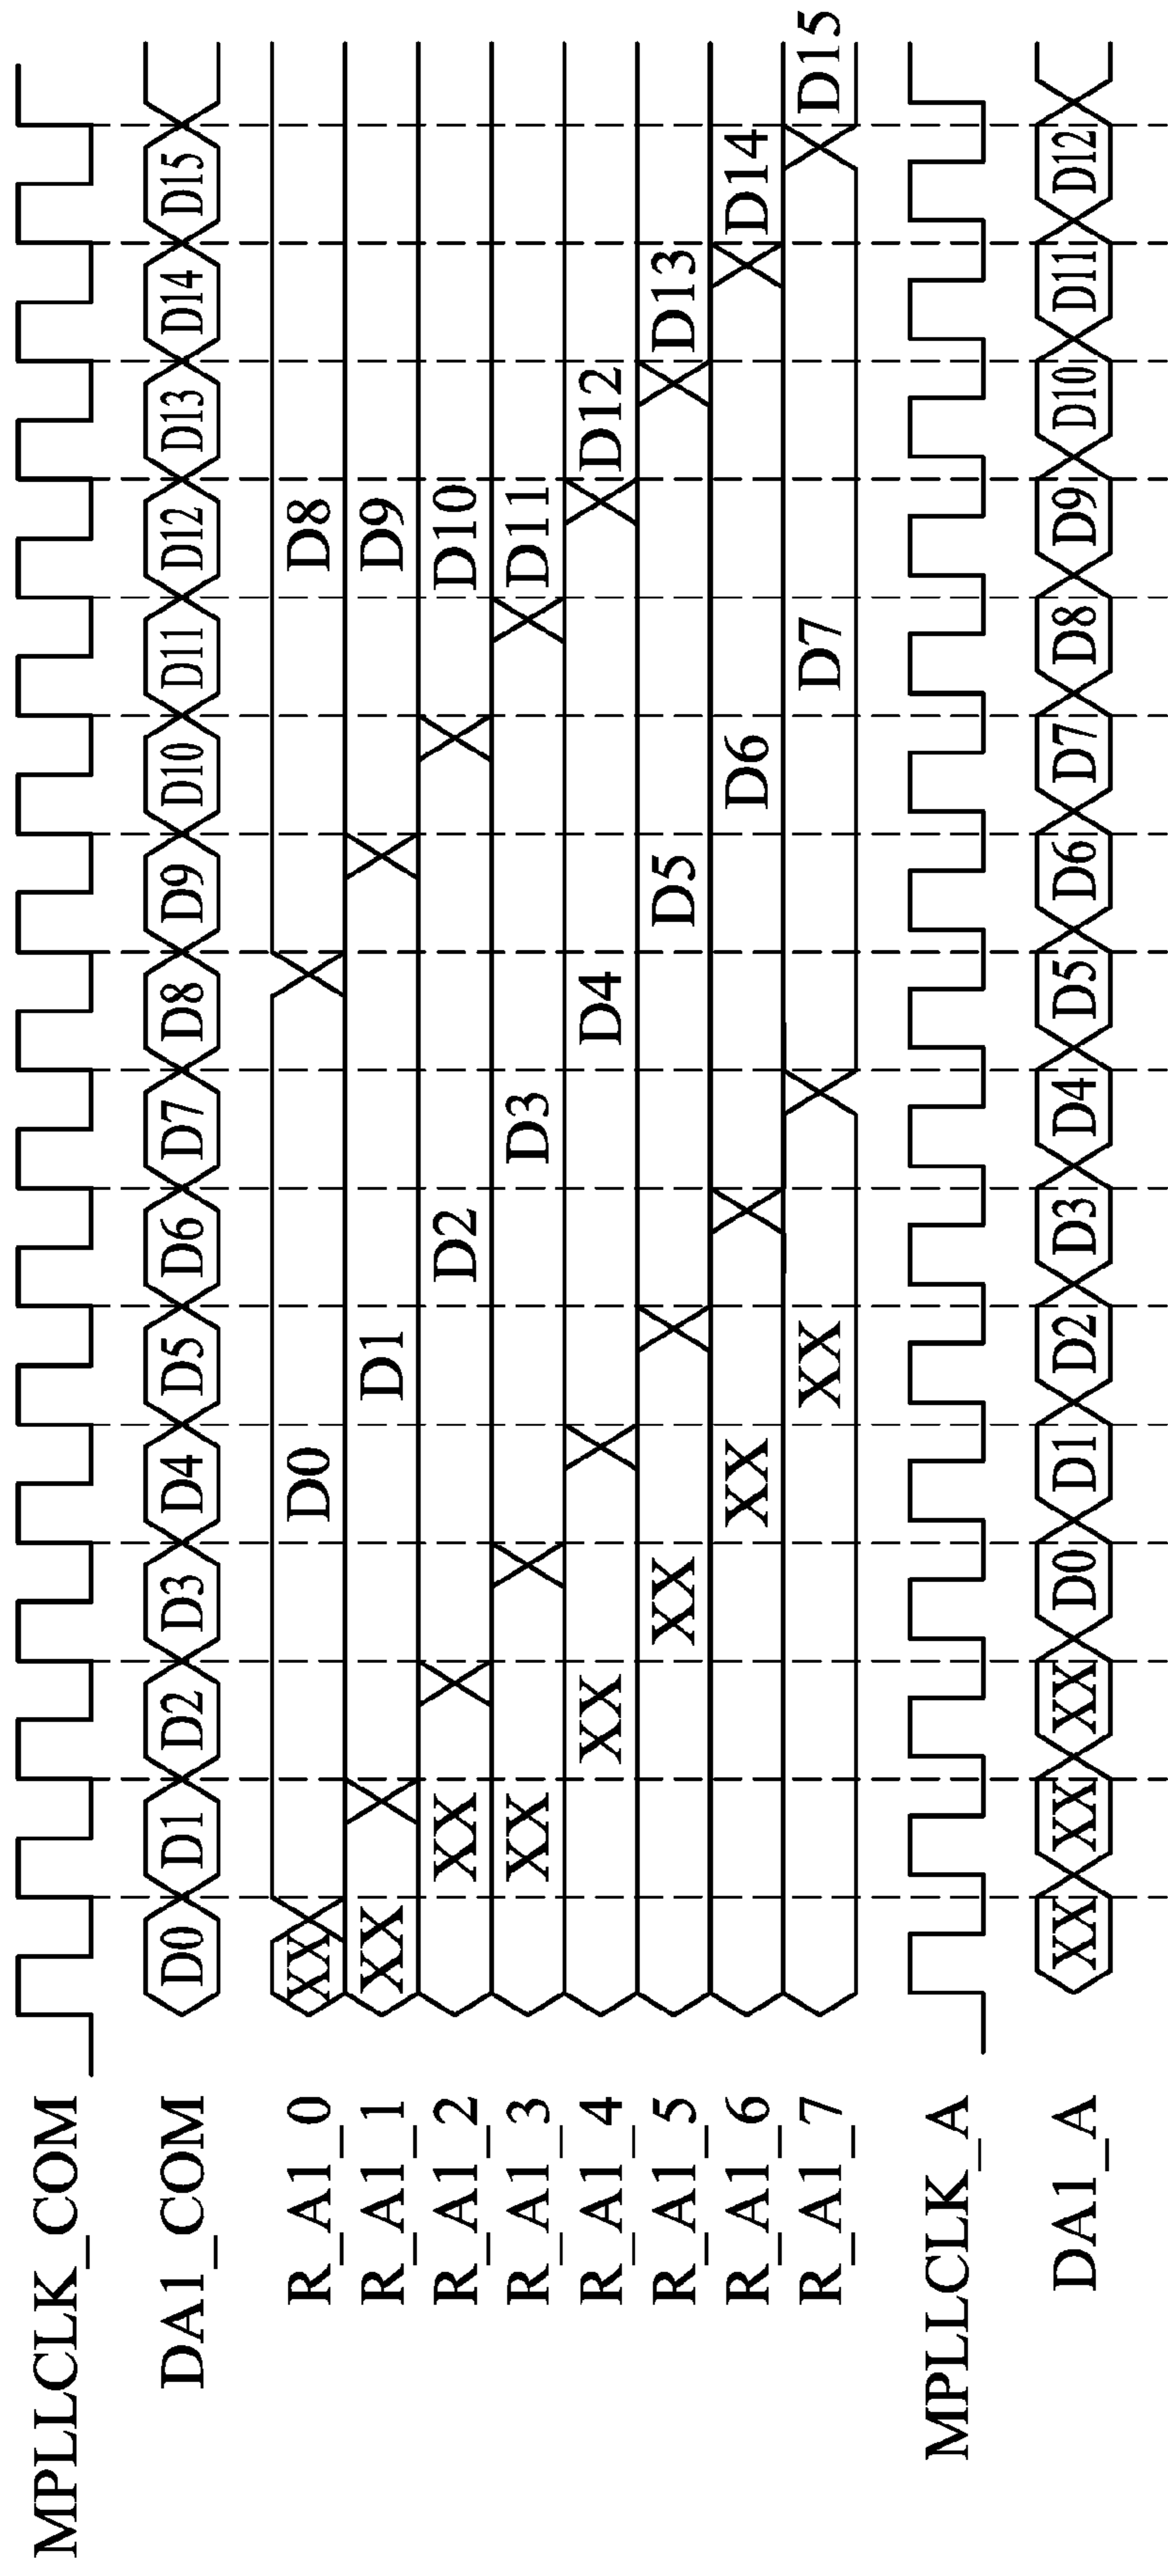 MPLLCLK_COM
DA1_COM D0 D1 D2 D3 D4 D5 D6 D7 D8 D9 D10 D11 D12 D13 D14 D15
R_A1_0 XX D0 D8
R_A1_1 XX D1 D9
R_A1_2 XX D2 D10
R_A1_3 XX D3 D11
R_A1_4 XX D4 D12
R_A1_5 XX D5 D13
R_A1_6 XX D6 D14
R_A1_7 XX D7 D15
MPLLCLK_A
DA1_A XX XX XX D0 D1 D2 D3 D4 D5 D6 D7 D8 D9 D10 D11 D12